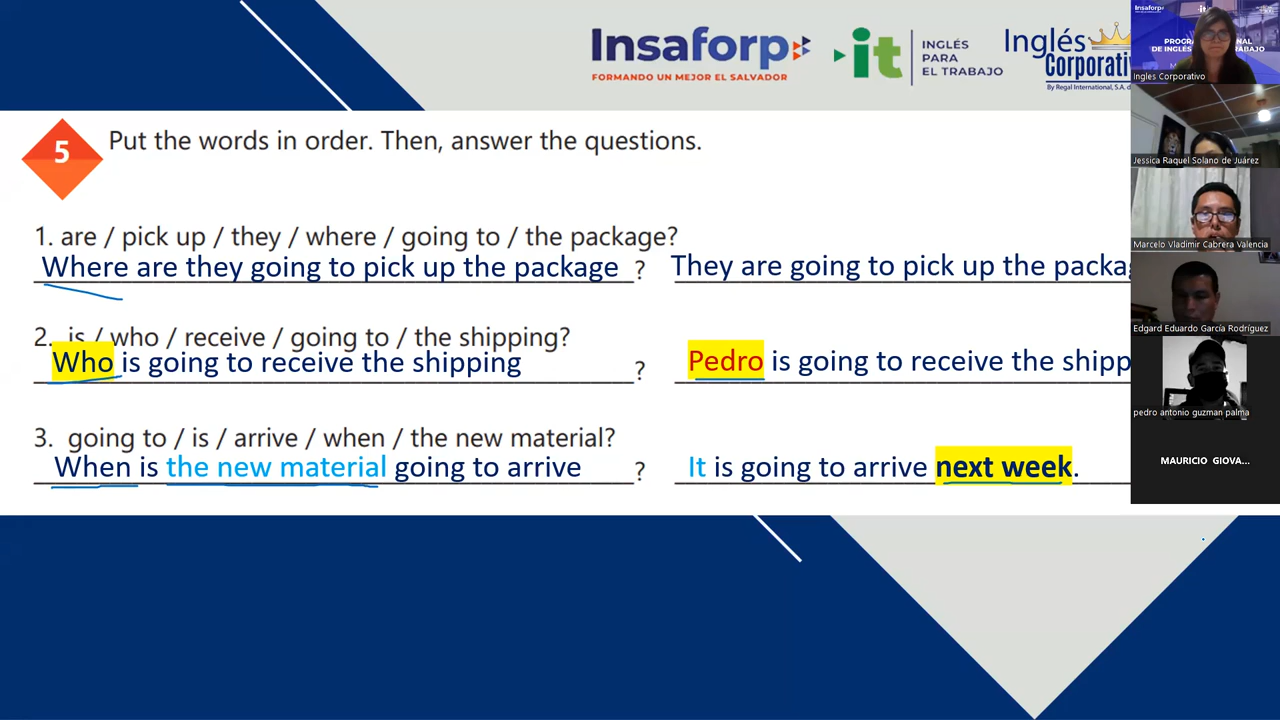 Insaforp
FORMANDO UN MEJOR EL SALVADOR
it
INGLÉS
PARA
EL TRABAJO
Inglés
Corporativ
By Regal International, S.A. d
5
Put the words in order. Then, answer the questions.
1. are / pick up / they / where / going to / the package?
Where are they going to pick up the package ?
They are going to pick up the packa
2. is / who / receive / going to / the shipping?
Who is going to receive the shipping ?
Pedro is going to receive the shipp
3. going to / is / arrive / when / the new material?
When is the new material going to arrive ?
It is going to arrive next week.
Insaforp
it
Ingles Corporativo
Jessica Raquel Solano de Juárez
Marcelo Vladimir Cabrera Valencia
Edgard Eduardo García Rodríguez
pedro antonio guzman palma
MAURICIO GIOVA...